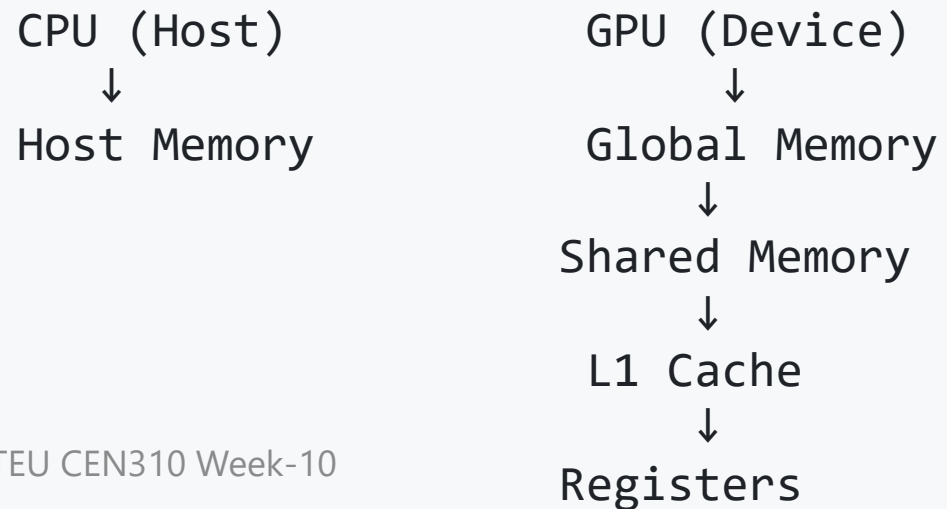 CPU (Host)                GPU (Device)
↓                         ↓
Host Memory               Global Memory
↓
Shared Memory
↓
L1 Cache
↓
TEU CEN310 Week-10
Registers